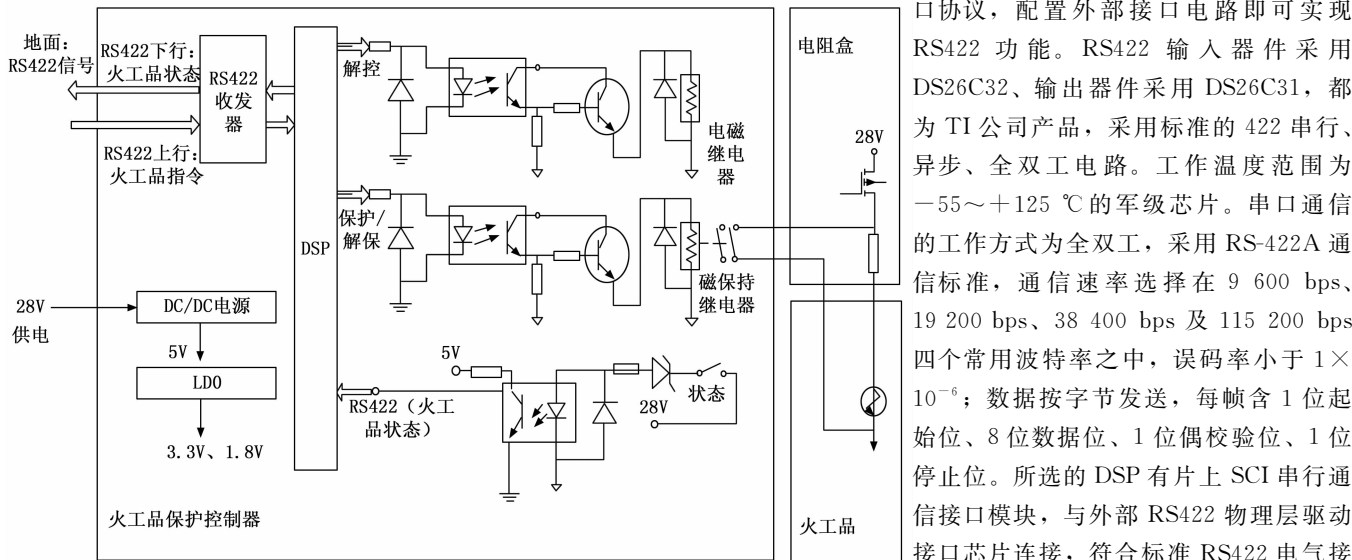 地面：
RS422信号
RS422下行：
火工品状态
RS422
收发
器
RS422上行：
火工品指令
28V
供电
DC/DC电源
5V
LDO
3.3V、1.8V
火工品保护控制器
DSP
解控
电磁
继电
器
保护/
解保
磁保持
继电器
5V
RS422（火工
品状态）
28V
状态
电阻盒
28V
火工品
口协议，配置外部接口电路即可实现
RS422 功能。RS422 输入器件采用
DS26C32、输出器件采用 DS26C31，都
为 TI 公司产品，采用标准的 422 串行、
异步、全双工电路。工作温度范围为
－55～＋125 ℃的军级芯片。串口通信
的工作方式为全双工，采用 RS-422A 通
信标准，通信速率选择在 9 600 bps、
19 200 bps、38 400 bps 及 115 200 bps
四个常用波特率之中，误码率小于 1×
10⁻⁶；数据按字节发送，每帧含 1 位起
始位、8 位数据位、1 位偶校验位、1 位
停止位。所选的 DSP 有片上 SCI 串行通
信接口模块，与外部 RS422 物理层驱动
接口芯片连接，符合标准 RS422 电气接